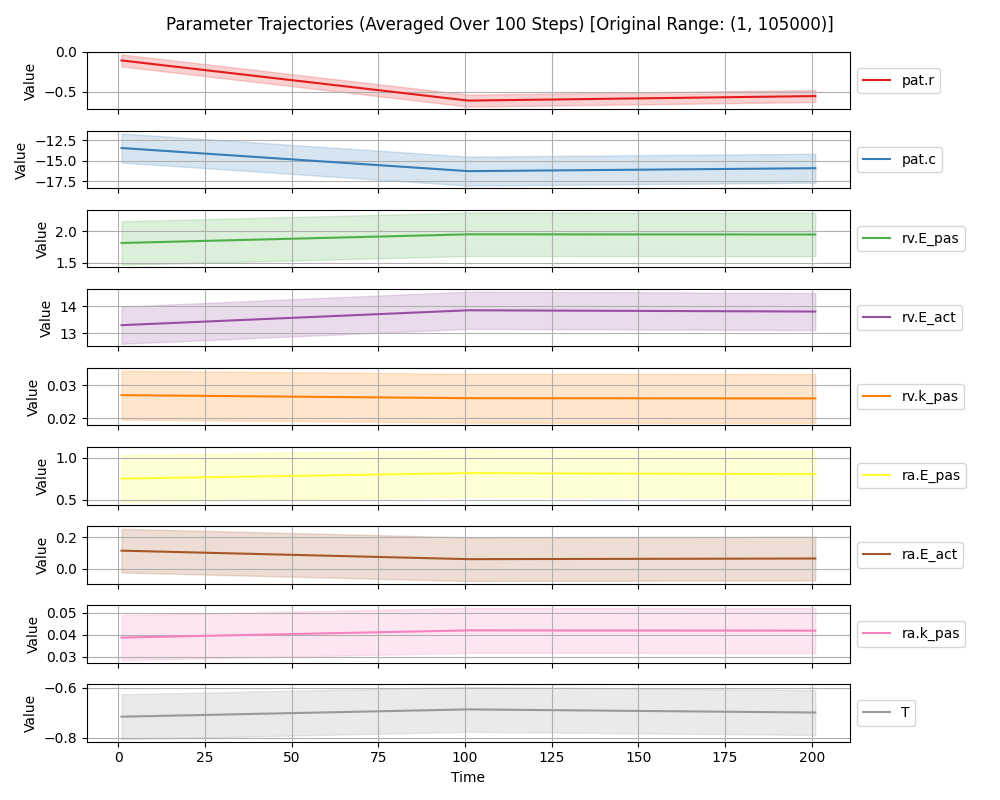 Parameter Trajectories (Averaged Over 100 Steps) [Original Range: (1, 105000)]
0.0
−0.5
Value
pat.r
−12.5
−15.0
−17.5
Value
pat.c
2.0
1.5
Value
rv.E_pas
14
13
Value
rv.E_act
0.03
0.02
Value
rv.k_pas
1.0
0.5
Value
ra.E_pas
0.2
0.0
Value
ra.E_act
0.05
0.04
0.03
Value
ra.k_pas
−0.6
−0.8
Value
T
0 25 50 75 100 125 150 175 200
Time